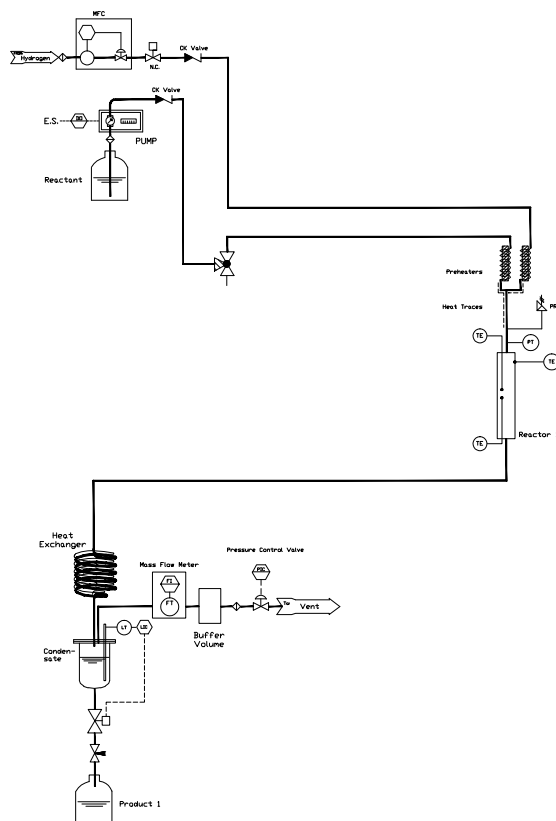 MFC
Hydrogen
N.C.
CK Valve
CK Valve
E.S.
PUMP
Reactant
Preheaters
Heat Traces
TE
PT
TE
TE
Reactor
Heat
Exchanger
Mass Flow Meter
FI
FT
Pressure Control Valve
PIC
To
Vent
Buffer
Volume
LT
LIC
Conden-
sate
Product 1